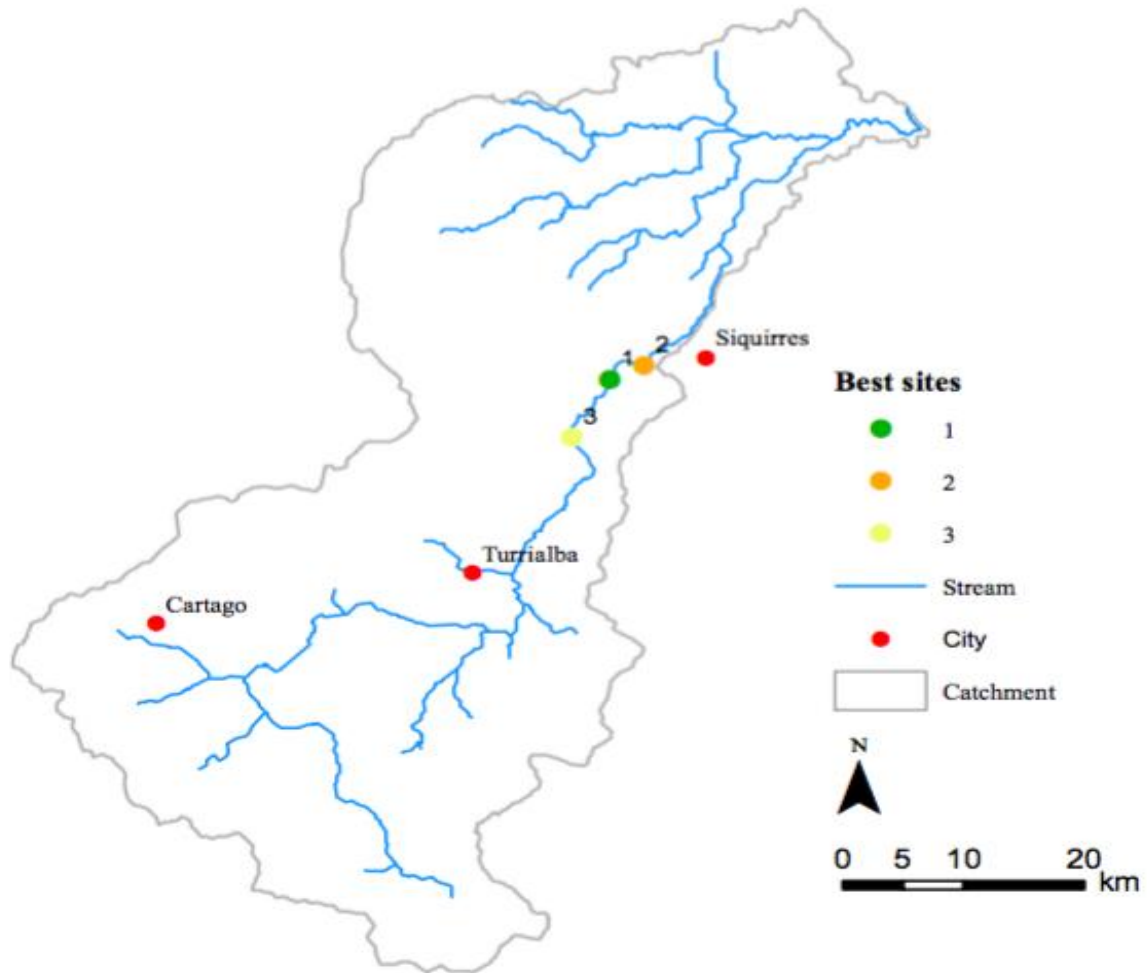 2
Siquirres
1
3
Turrialba
Cartago
Best sites
1
2
3
Stream
City
Catchment
N
0 5 10 20
km